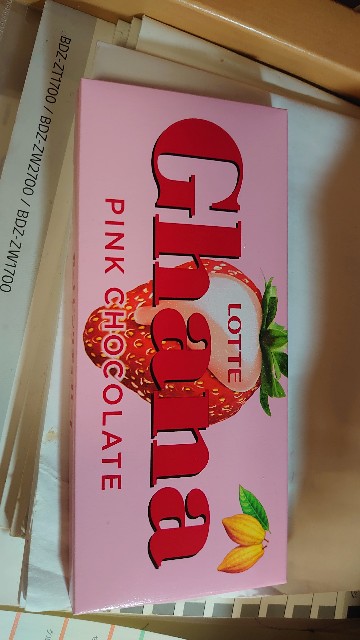 BDZ-ZT1700 / BDZ-ZW2700 / BDZ-ZW1700
LOTTE
Ghana
PINK CHOCOLATE